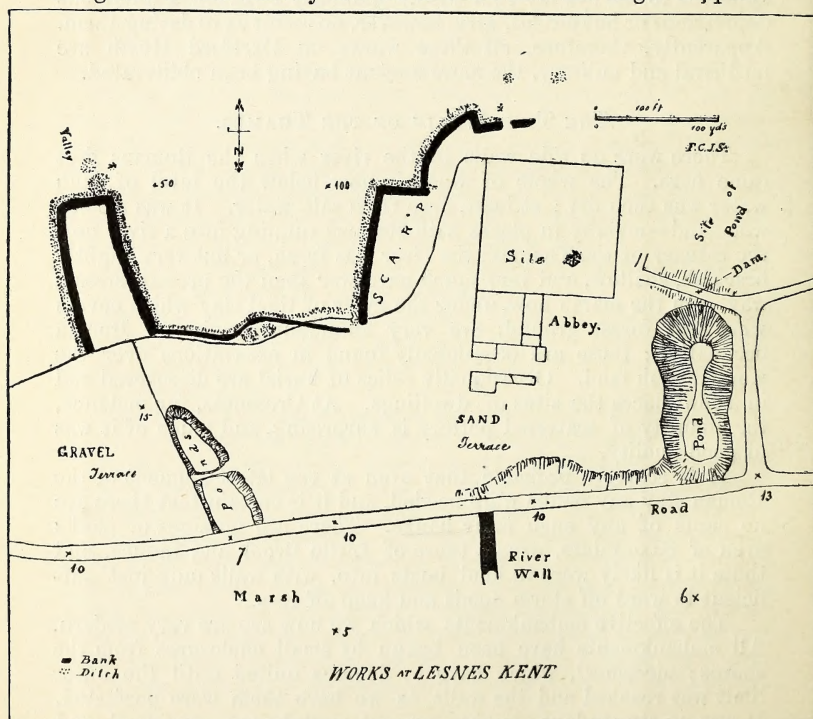 100 ft
100 yds
F.C.J.S.
Valley
N
+50
×100
SCARP
Site
Abbey.
Site of
Pond
Dam.
15
GRAVEL
Terrace
Ponds
SAND
Terrace
Pond
Road
13
10
10
7
10
River
Wall
Marsh
6×
×5
Bank
Ditch
WORKS AT LESNES KENT